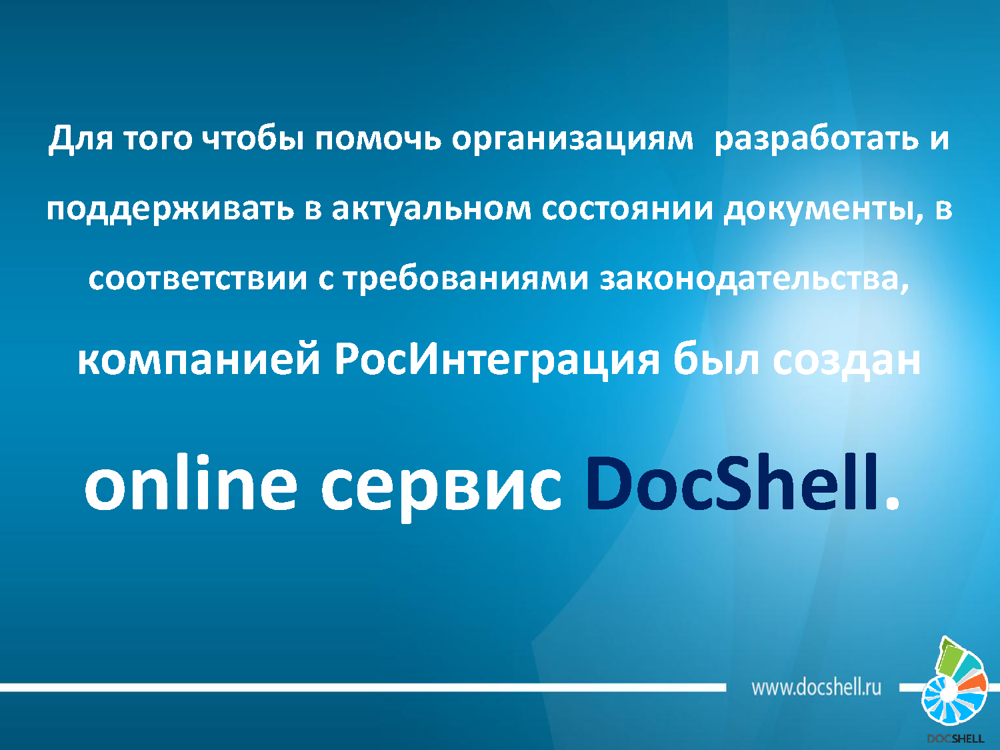 Для того чтобы помочь организациям разработать и
поддерживать в актуальном состоянии документы, в
соответствии с требованиями законодательства,
компанией РосИнтеграция был создан
online сервис DocShell.
www.docshell.ru
DOCSHELL